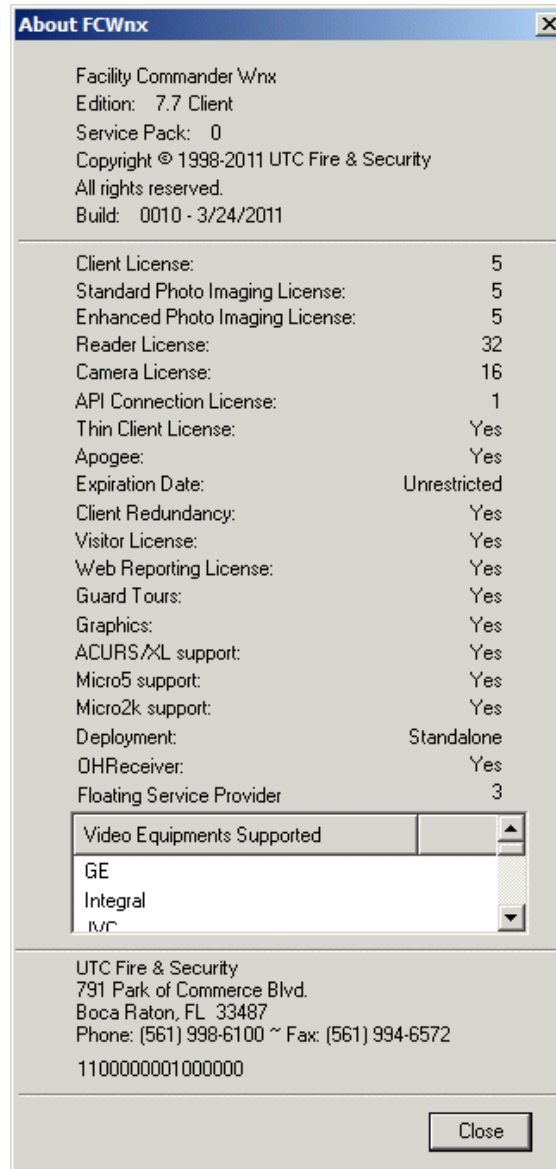 About FCWnx
Facility Commander Wnx
Edition: 7.7 Client
Service Pack: 0
Copyright © 1998-2011 UTC Fire & Security
All rights reserved.
Build: 0010 - 3/24/2011
Client License: 5
Standard Photo Imaging License: 5
Enhanced Photo Imaging License: 5
Reader License: 32
Camera License: 16
API Connection License: 1
Thin Client License: Yes
Apogee: Yes
Expiration Date: Unrestricted
Client Redundancy: Yes
Visitor License: Yes
Web Reporting License: Yes
Guard Tours: Yes
Graphics: Yes
ACURS/XL support: Yes
Micro5 support: Yes
Micro2k support: Yes
Deployment: Standalone
OHReceiver: Yes
Floating Service Provider 3
Video Equipments Supported
GE
Integral
JVC
UTC Fire & Security
791 Park of Commerce Blvd.
Boca Raton, FL 33487
Phone: (561) 998-6100 ~ Fax: (561) 994-6572
1100000001000000
Close